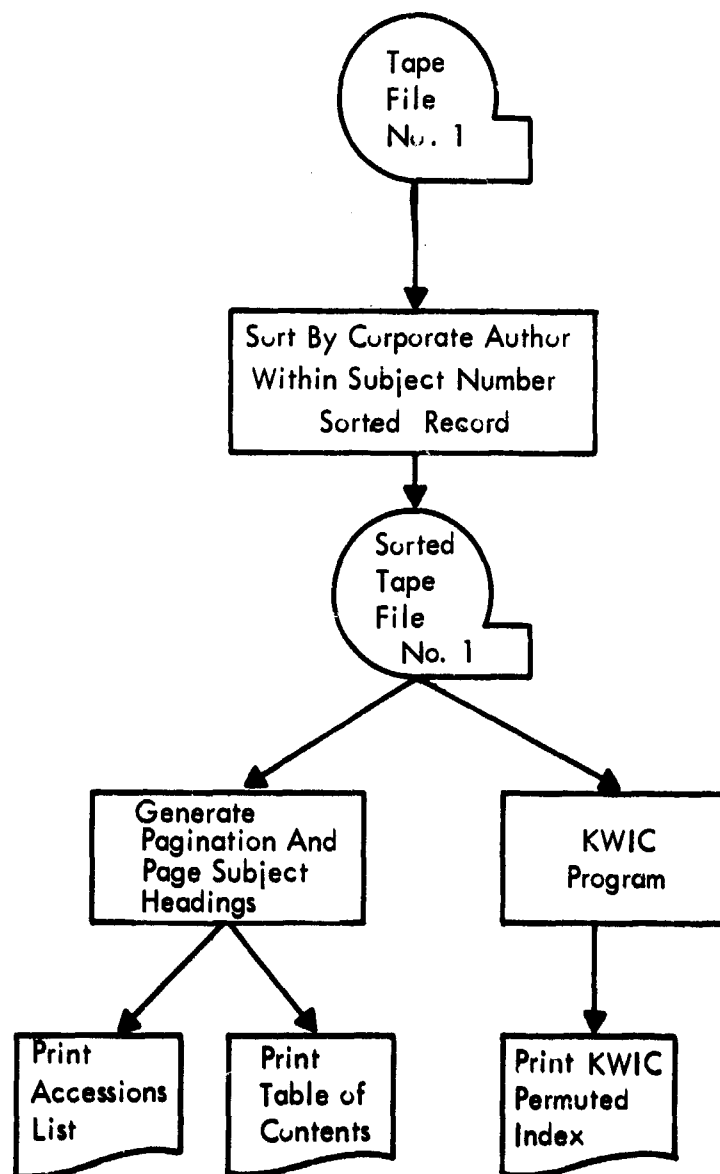 Tape
File
No. 1
Sort By Corporate Author
Within Subject Number
Sorted Record
Sorted
Tape
File
No. 1
Generate
Pagination And
Page Subject
Headings
KWIC
Program
Print
Accessions
List
Print
Table of
Contents
Print KWIC
Permuted
Index